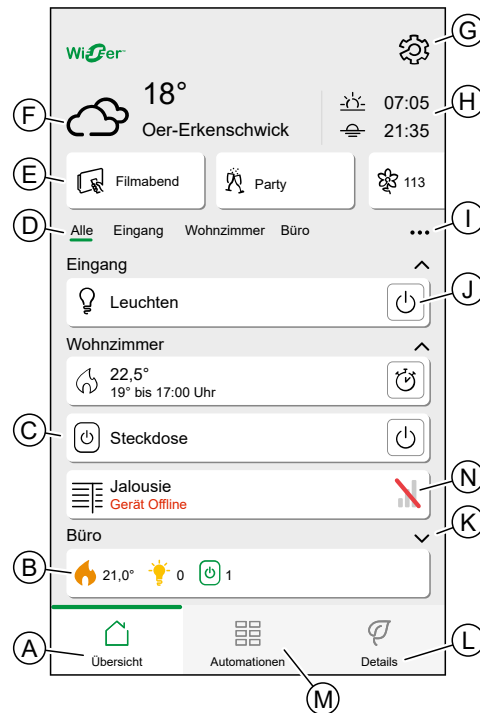 G
Wiser
18°
07:05
H
F
Oer-Erkenschwick
21:35
E
Filmabend
Party
113
D
Alle Eingang Wohnzimmer Büro
I
Eingang
Leuchten
J
Wohnzimmer
22,5°
19° bis 17:00 Uhr
C
Steckdose
Jalousie
Gerät Offline
N
Büro
K
B
21,0° 0 1
A
Übersicht
Automationen
Details
L
M